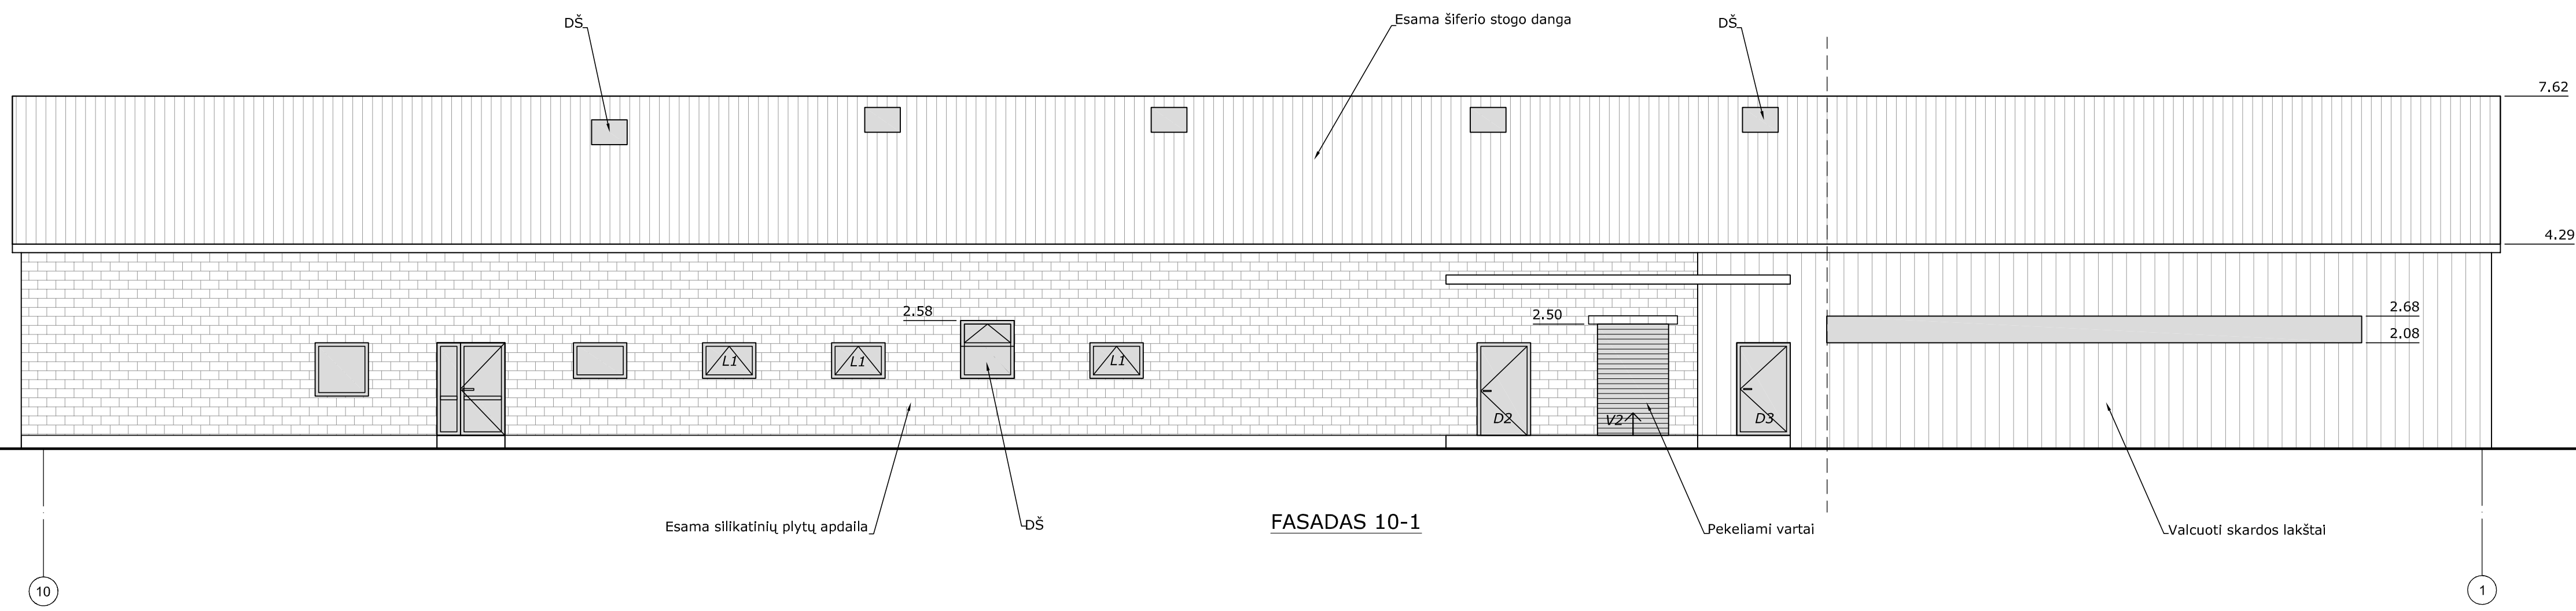 DŠ
Esama šiferio stogo danga
DŠ
7.62
4.29
2.58
2.50
2.68
2.08
L1
L1
L1
D2
V2
D3
Esama silikatinių plytų apdaila
DŠ
FASADAS 10-1
Pekeliami vartai
Valcuoti skardos lakštai
10
1